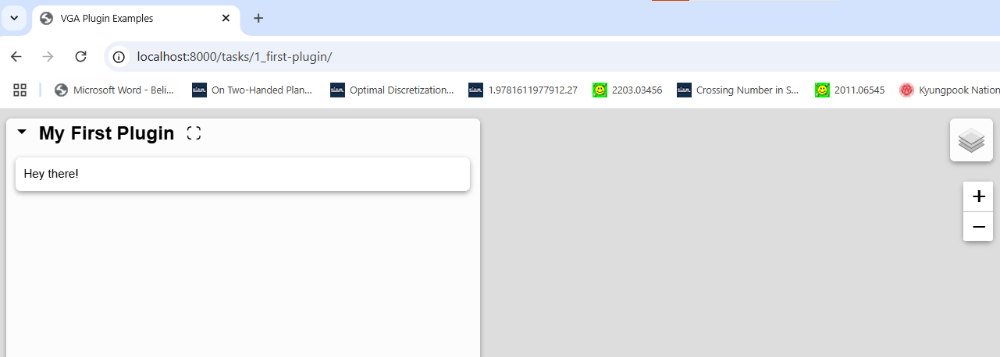 VGA Plugin Examples
localhost:8000/tasks/1_first-plugin/
Microsoft Word - Beli...
On Two-Handed Plan...
Optimal Discretization...
1.9781611977912.27
2203.03456
Crossing Number in S...
2011.06545
Kyungpook Nation
My First Plugin
Hey there!
+
−